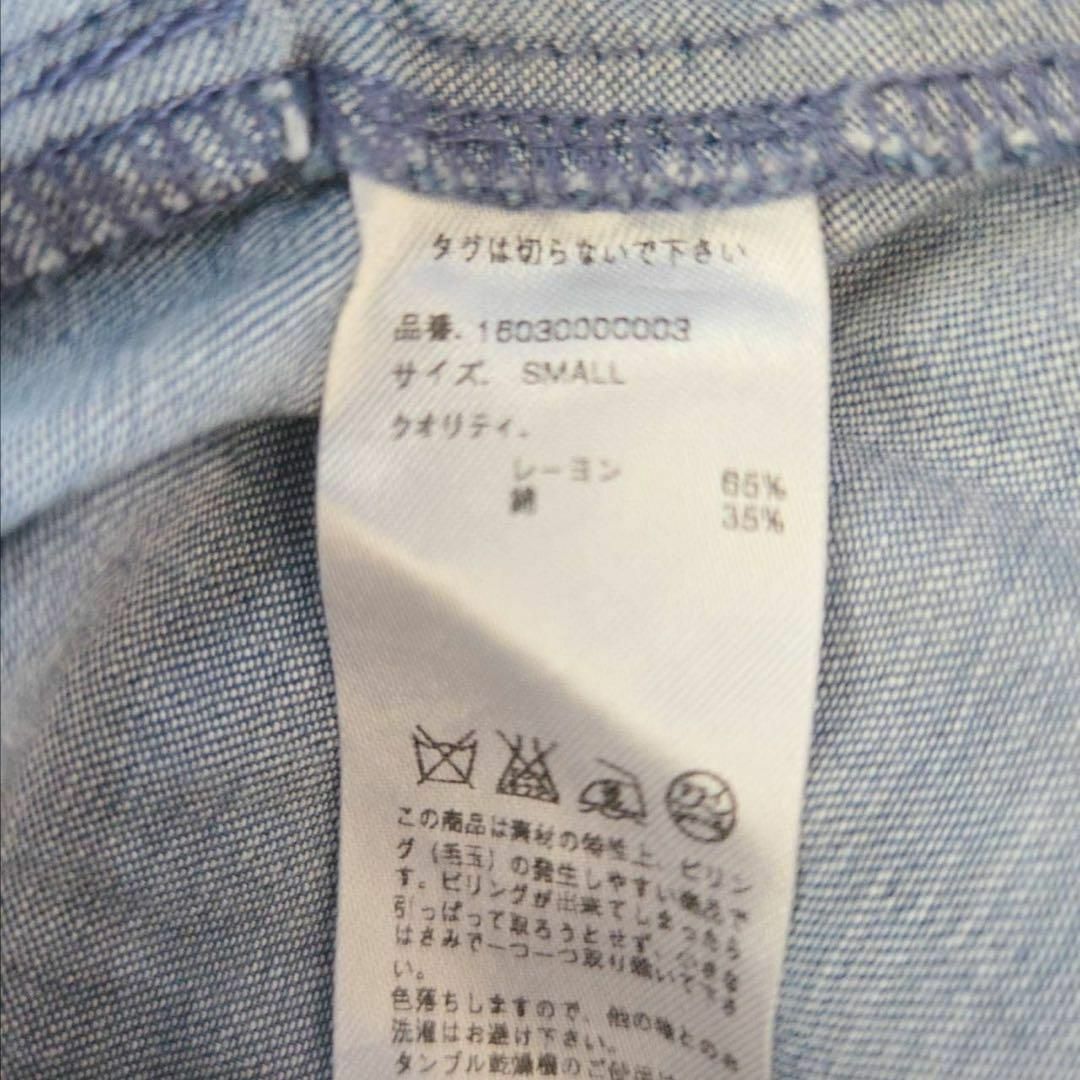 タグは切らないで下さい
品番. 16030000003
サイズ. SMALL
クオリティ.
レーヨン 65%
綿 35%
この商品は素材の特性上、ピリン
グ(毛玉)の発生しやすい商品で
す。ピリングが出来てしまったら
引っぱって取ろうとせず、小さな
はさみで一つ一つ取り除いて下さ
い。
色落ちしますので、他の物との
洗濯はお避け下さい。
タンブル乾燥機のご使用は